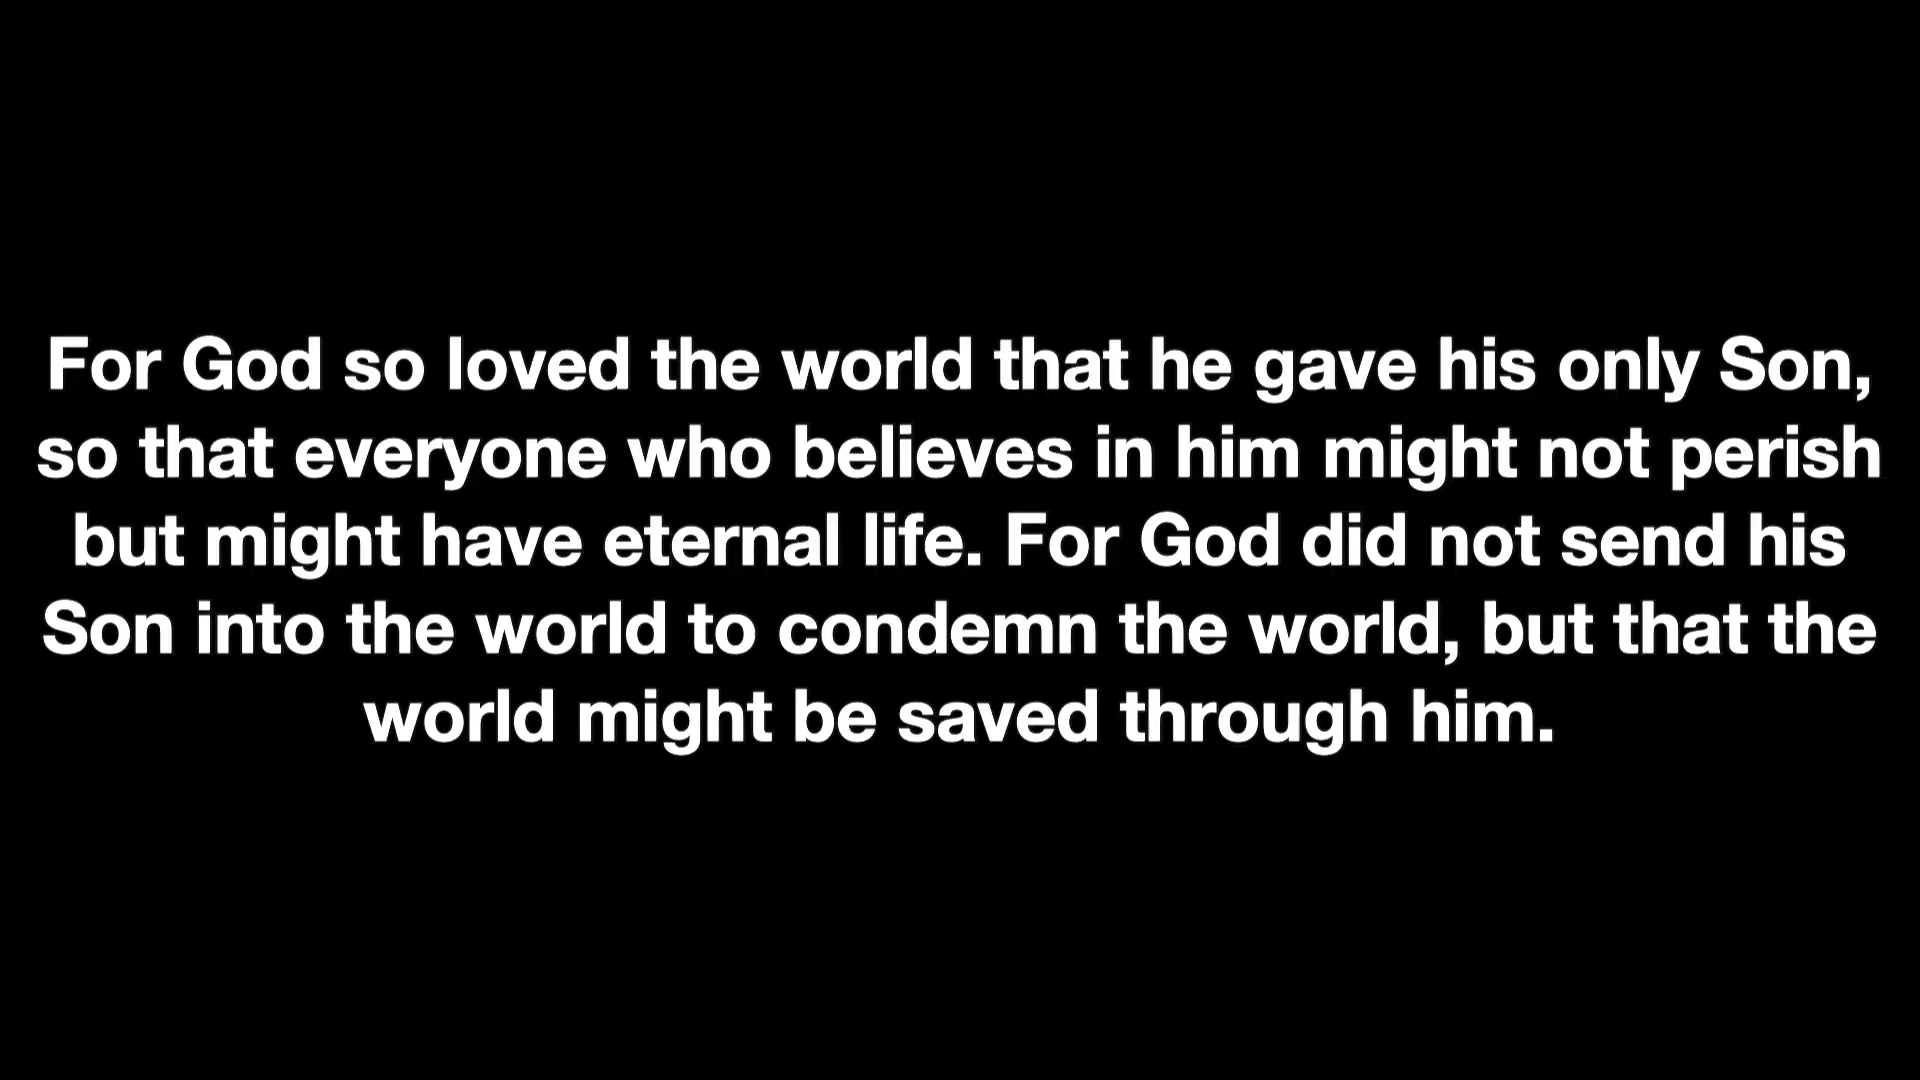 For God so loved the world that he gave his only Son,
so that everyone who believes in him might not perish
but might have eternal life. For God did not send his
Son into the world to condemn the world, but that the
world might be saved through him.